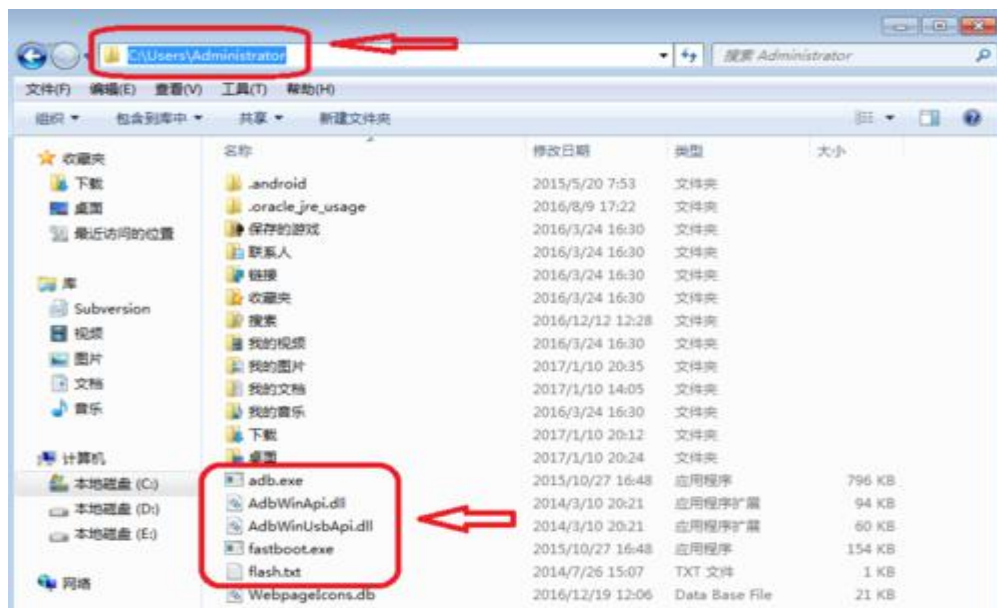 C:\Users\Administrator
搜索 Administrator
文件(F) 编辑(E) 查看(V) 工具(T) 帮助(H)
组织 包含到库中 共享 新建文件夹
收藏夹
下载
桌面
最近访问的位置
库
Subversion
视频
图片
文档
音乐
计算机
本地磁盘 (C:)
本地磁盘 (D:)
本地磁盘 (E:)
网络
名称 修改日期 类型 大小
.android 2015/5/20 7:53 文件夹
.oracle_jre_usage 2016/8/9 17:22 文件夹
保存的游戏 2016/3/24 16:30 文件夹
联系人 2016/3/24 16:30 文件夹
链接 2016/3/24 16:30 文件夹
收藏夹 2016/3/24 16:30 文件夹
搜索 2016/12/12 12:28 文件夹
我的视频 2016/3/24 16:30 文件夹
我的图片 2017/1/10 20:35 文件夹
我的文档 2017/1/10 14:05 文件夹
我的音乐 2016/3/24 16:30 文件夹
下载 2017/1/10 20:12 文件夹
桌面 2017/1/10 20:24 文件夹
adb.exe 2015/10/27 16:48 应用程序 796 KB
AdbWinApi.dll 2014/3/10 20:21 应用程序扩展 94 KB
AdbWinUsbApi.dll 2014/3/10 20:21 应用程序扩展 60 KB
fastboot.exe 2015/10/27 16:48 应用程序 154 KB
flash.txt 2014/7/26 15:07 TXT 文件 1 KB
WebpageIcons.db 2016/12/19 12:06 Data Base File 21 KB